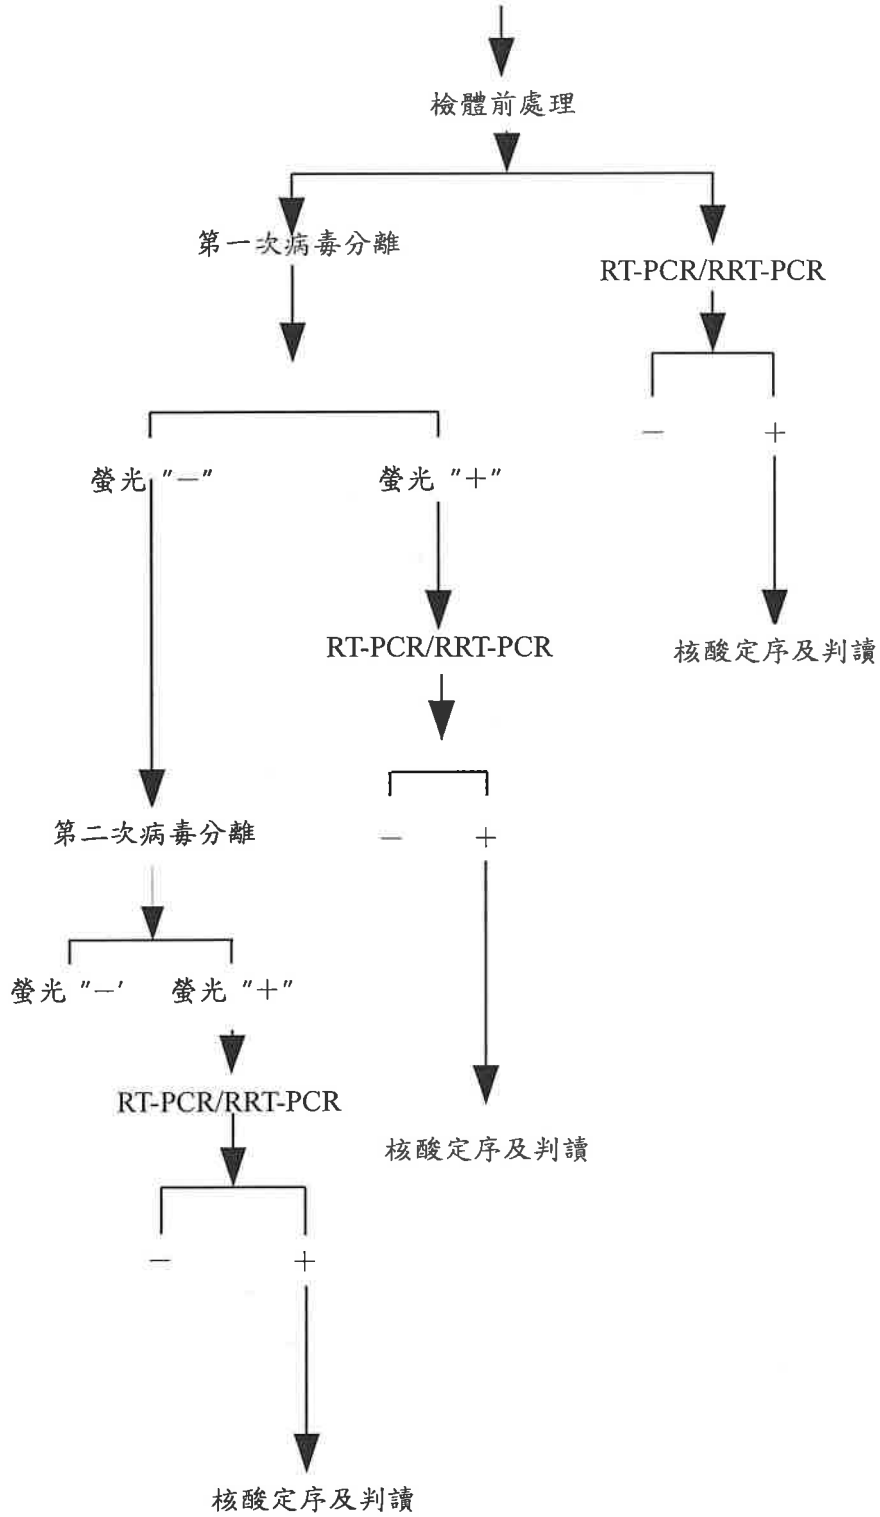 檢體前處理
第一次病毒分離
RT-PCR/RRT-PCR
－
＋
螢光 "－"
螢光 "＋"
RT-PCR/RRT-PCR
核酸定序及判讀
－
＋
第二次病毒分離
螢光 "－'
螢光 "＋"
RT-PCR/RRT-PCR
核酸定序及判讀
－
＋
核酸定序及判讀